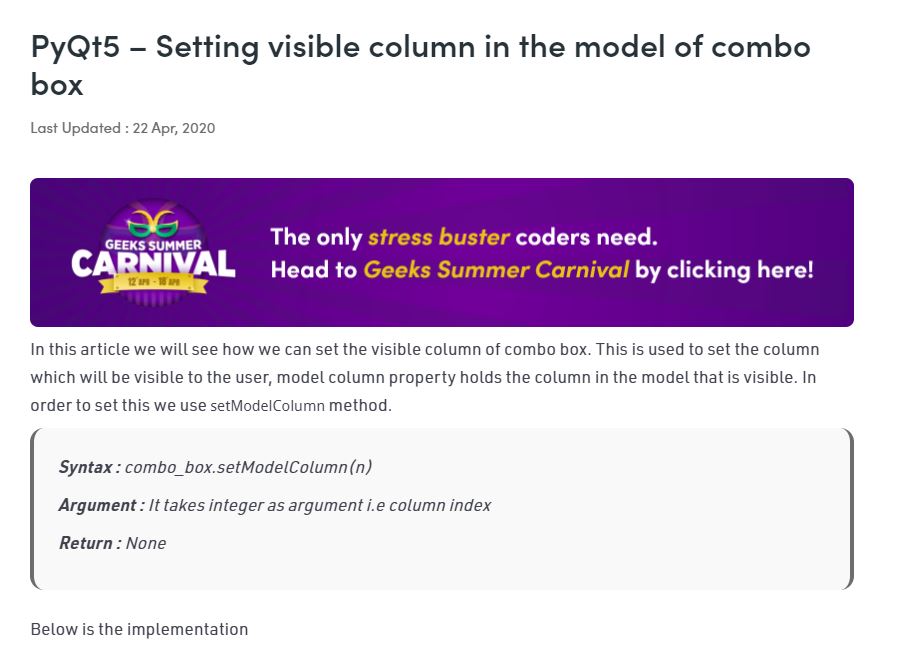 PyQt5 – Setting visible column in the model of combo
box
Last Updated : 22 Apr, 2020
GEEKS SUMMER
CARNIVAL
12 APR - 16 APR
The only stress buster coders need.
Head to Geeks Summer Carnival by clicking here!
In this article we will see how we can set the visible column of combo box. This is used to set the column
which will be visible to the user, model column property holds the column in the model that is visible. In
order to set this we use setModelColumn method.
Syntax : combo_box.setModelColumn(n)
Argument : It takes integer as argument i.e column index
Return : None
Below is the implementation